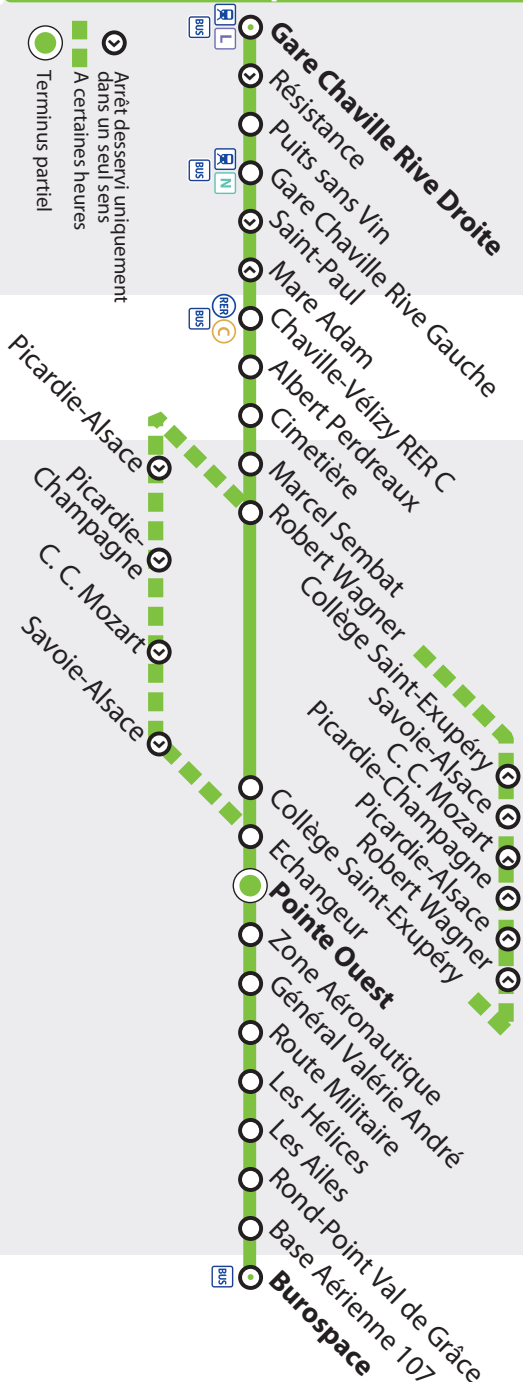 Gare Chaville Rive Droite
L
BUS
Résistance
Puits sans Vin
Gare Chaville Rive Gauche
N
BUS
Saint-Paul
Mare Adam
Chaville-Vélizy RER C
RER C
BUS
Albert Perdreaux
Cimetière
Marcel Sembat
Robert Wagner
Collège Saint-Exupéry
Echangeur
Pointe Ouest
Zone Aéronautique
Général Valérie André
Route Militaire
Les Hélices
Les Ailes
Rond-Point Val de Grâce
Base Aérienne 107
Burospace
BUS
Picardie-Alsace
Picardie-
Champagne
C. C. Mozart
Savoie-Alsace
Collège Saint-Exupéry
Savoie-Alsace
C. C. Mozart
Picardie-Champagne
Picardie-Alsace
Robert Wagner
Arrêt desservi uniquement
dans un seul sens
A certaines heures
Terminus partiel